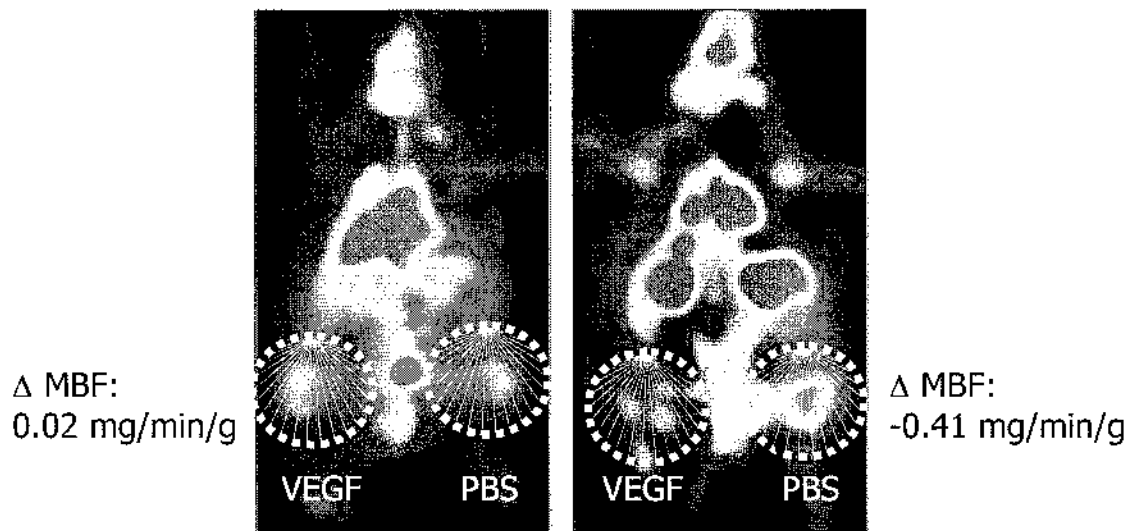 Δ MBF:
0.02 mg/min/g
VEGF PBS
VEGF PBS
Δ MBF:
-0.41 mg/min/g